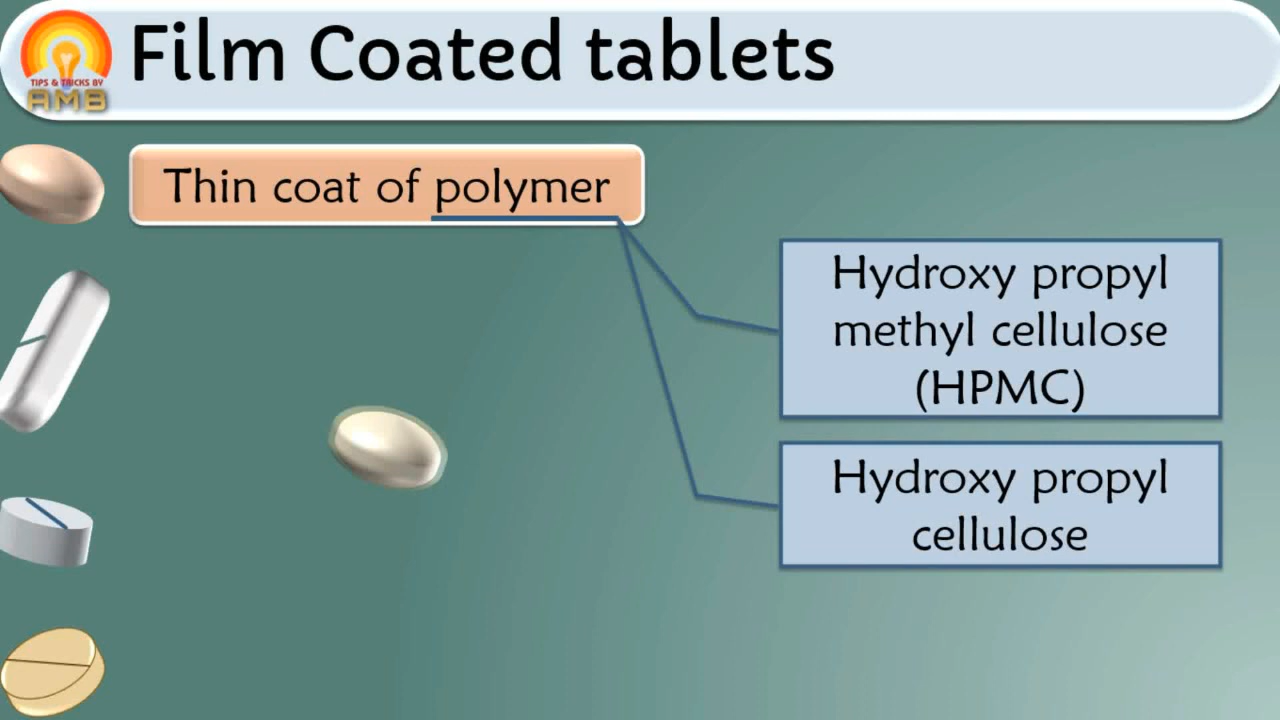 Film Coated tablets
TIPS & TRICKS BY
AMB
Thin coat of polymer
Hydroxy propyl
methyl cellulose
(HPMC)
Hydroxy propyl
cellulose